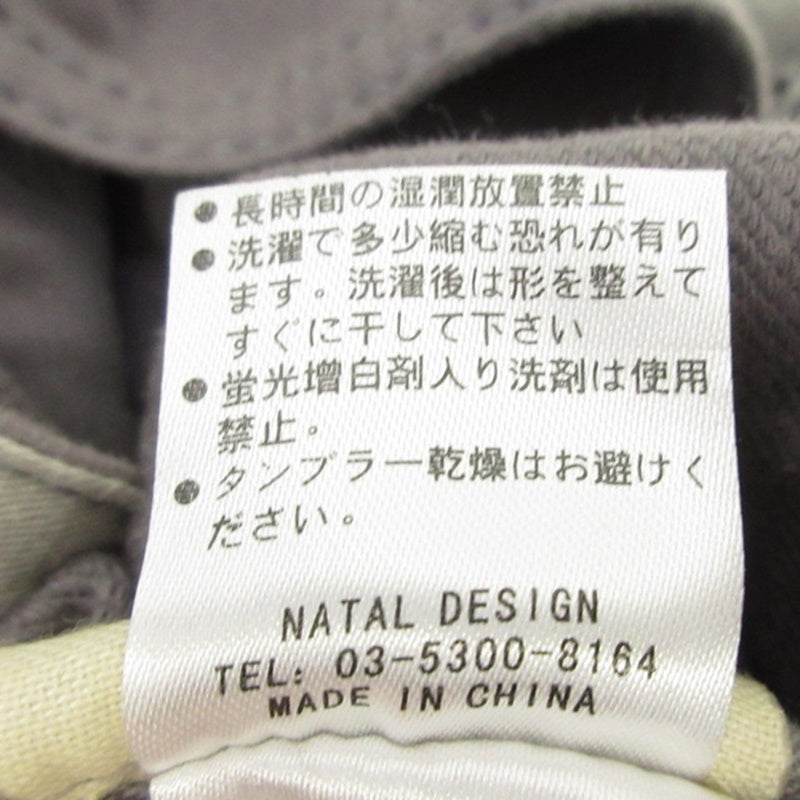 ● 長時間の湿潤放置禁止
● 洗濯で多少縮む恐れが有り
ます。洗濯後は形を整えて
すぐに干して下さい
● 蛍光増白剤入り洗剤は使用
禁止。
● タンブラー乾燥はお避けく
ださい。
NATAL DESIGN
TEL: 03-5300-8164
MADE IN CHINA